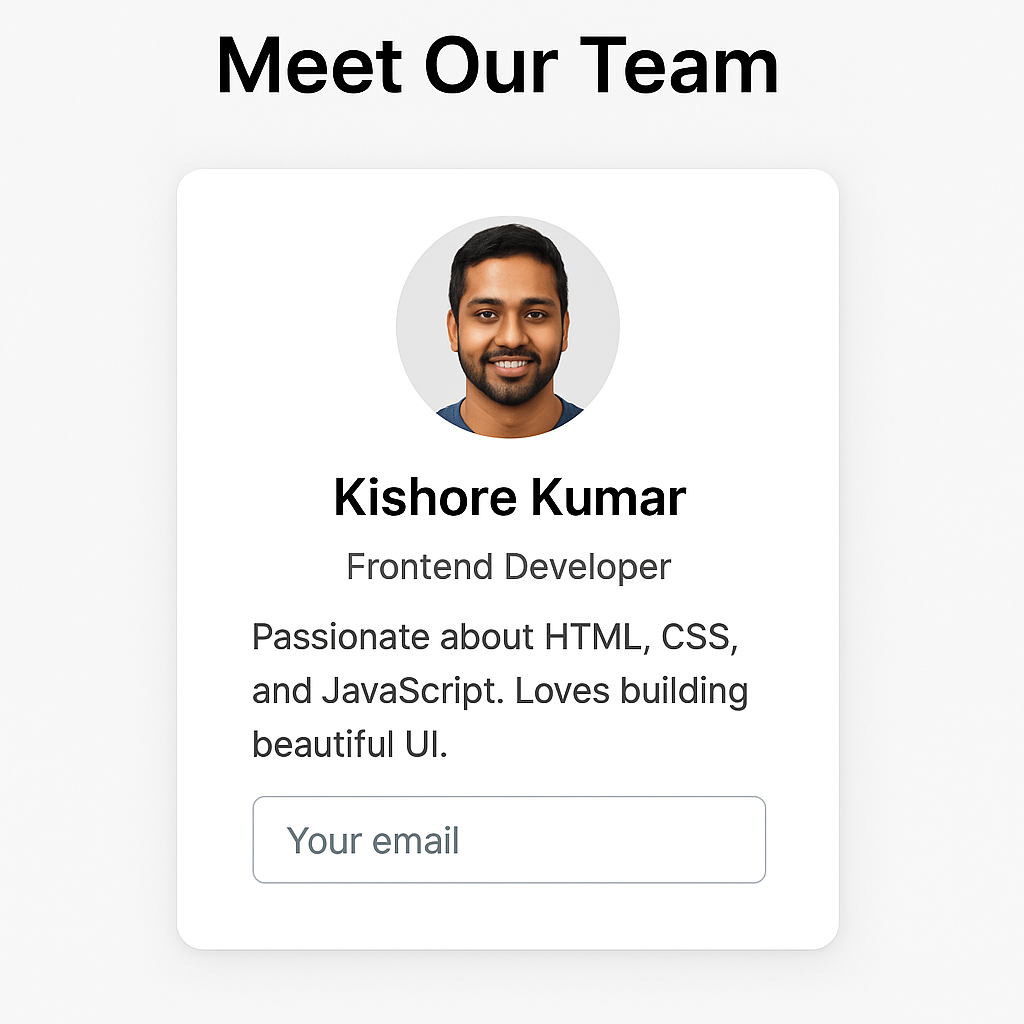 Meet Our Team
Kishore Kumar
Frontend Developer
Passionate about HTML, CSS,
and JavaScript. Loves building
beautiful UI.
Your email